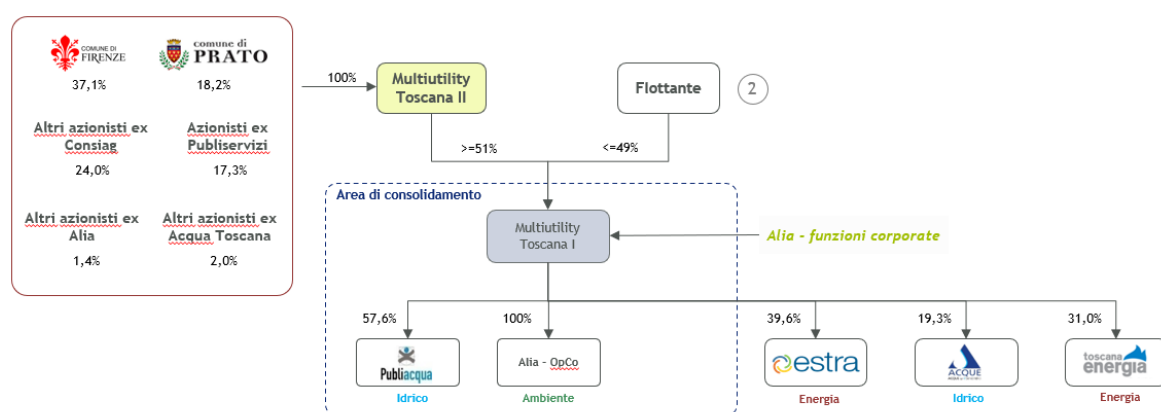 COMUNE DI
FIRENZE
37,1%
comune di
PRATO
18,2%
Altri azionisti ex
Consiag
24,0%
Azionisti ex
Publiservizi
17,3%
Altri azionisti ex
Alia
1,4%
Altri azionisti ex
Acqua Toscana
2,0%
100%
Multiutility
Toscana II
Flottante
2
>=51%
<=49%
Area di consolidamento
Multiutility
Toscana I
Alia - funzioni corporate
57,6%
100%
39,6%
19,3%
31,0%
Publiacqua
Idrico
Alia - OpCo
Ambiente
estra
Energia
ACQUE
Idrico
toscana
energia
Energia